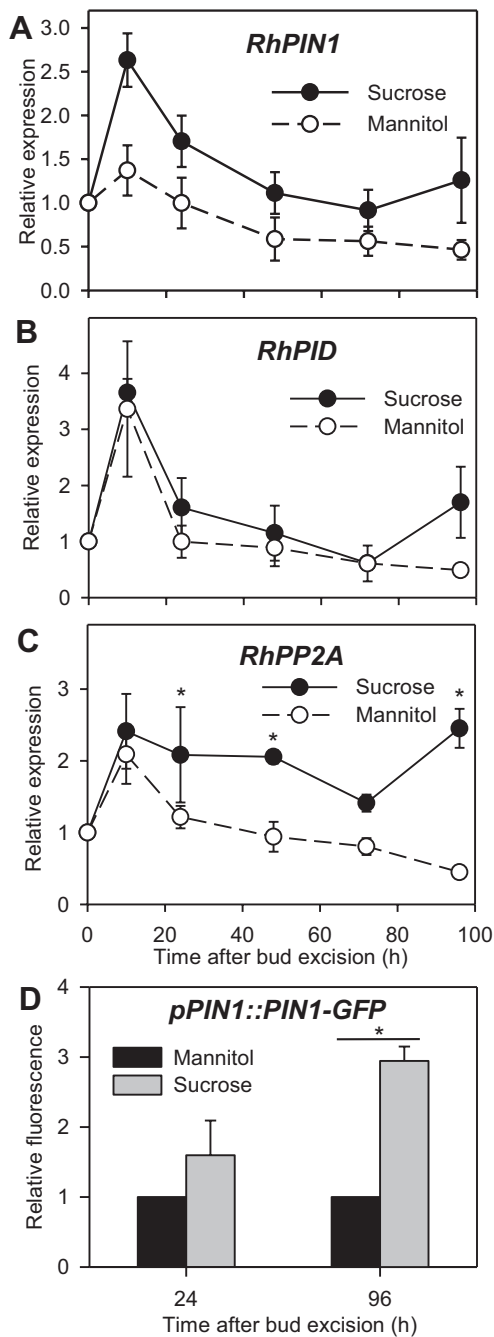 A
RhPIN1
3.0
2.5
2.0
1.5
1.0
0.5
0.0
Relative expression
Sucrose
Mannitol
B
RhPID
4
3
2
1
0
Relative expression
Sucrose
Mannitol
C
RhPP2A
3
2
1
0
Relative expression
Sucrose
Mannitol
*
*
*
0 20 40 60 80 100
Time after bud excision (h)
D
pPIN1::PIN1-GFP
4
3
2
1
0
Relative fluorescence
Mannitol
Sucrose
*
24 96
Time after bud excision (h)